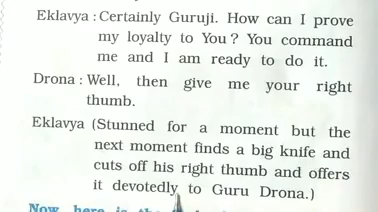 Eklavya : Certainly Guruji. How can I prove
my loyalty to You ? You command
me and I am ready to do it.
Drona : Well, then give me your right
thumb.
Eklavya (Stunned for a moment but the
next moment finds a big knife and
cuts off his right thumb and offers
it devotedly to Guru Drona.)
Now, here is the